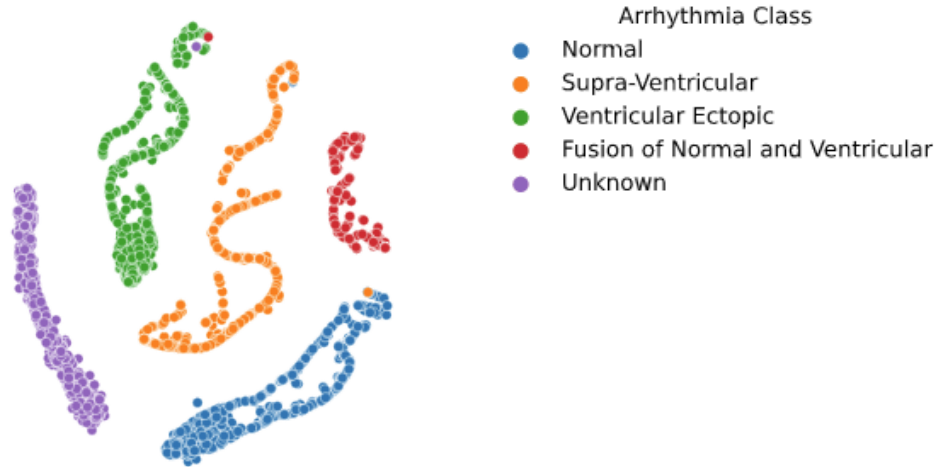 Arrhythmia Class
Normal
Supra-Ventricular
Ventricular Ectopic
Fusion of Normal and Ventricular
Unknown